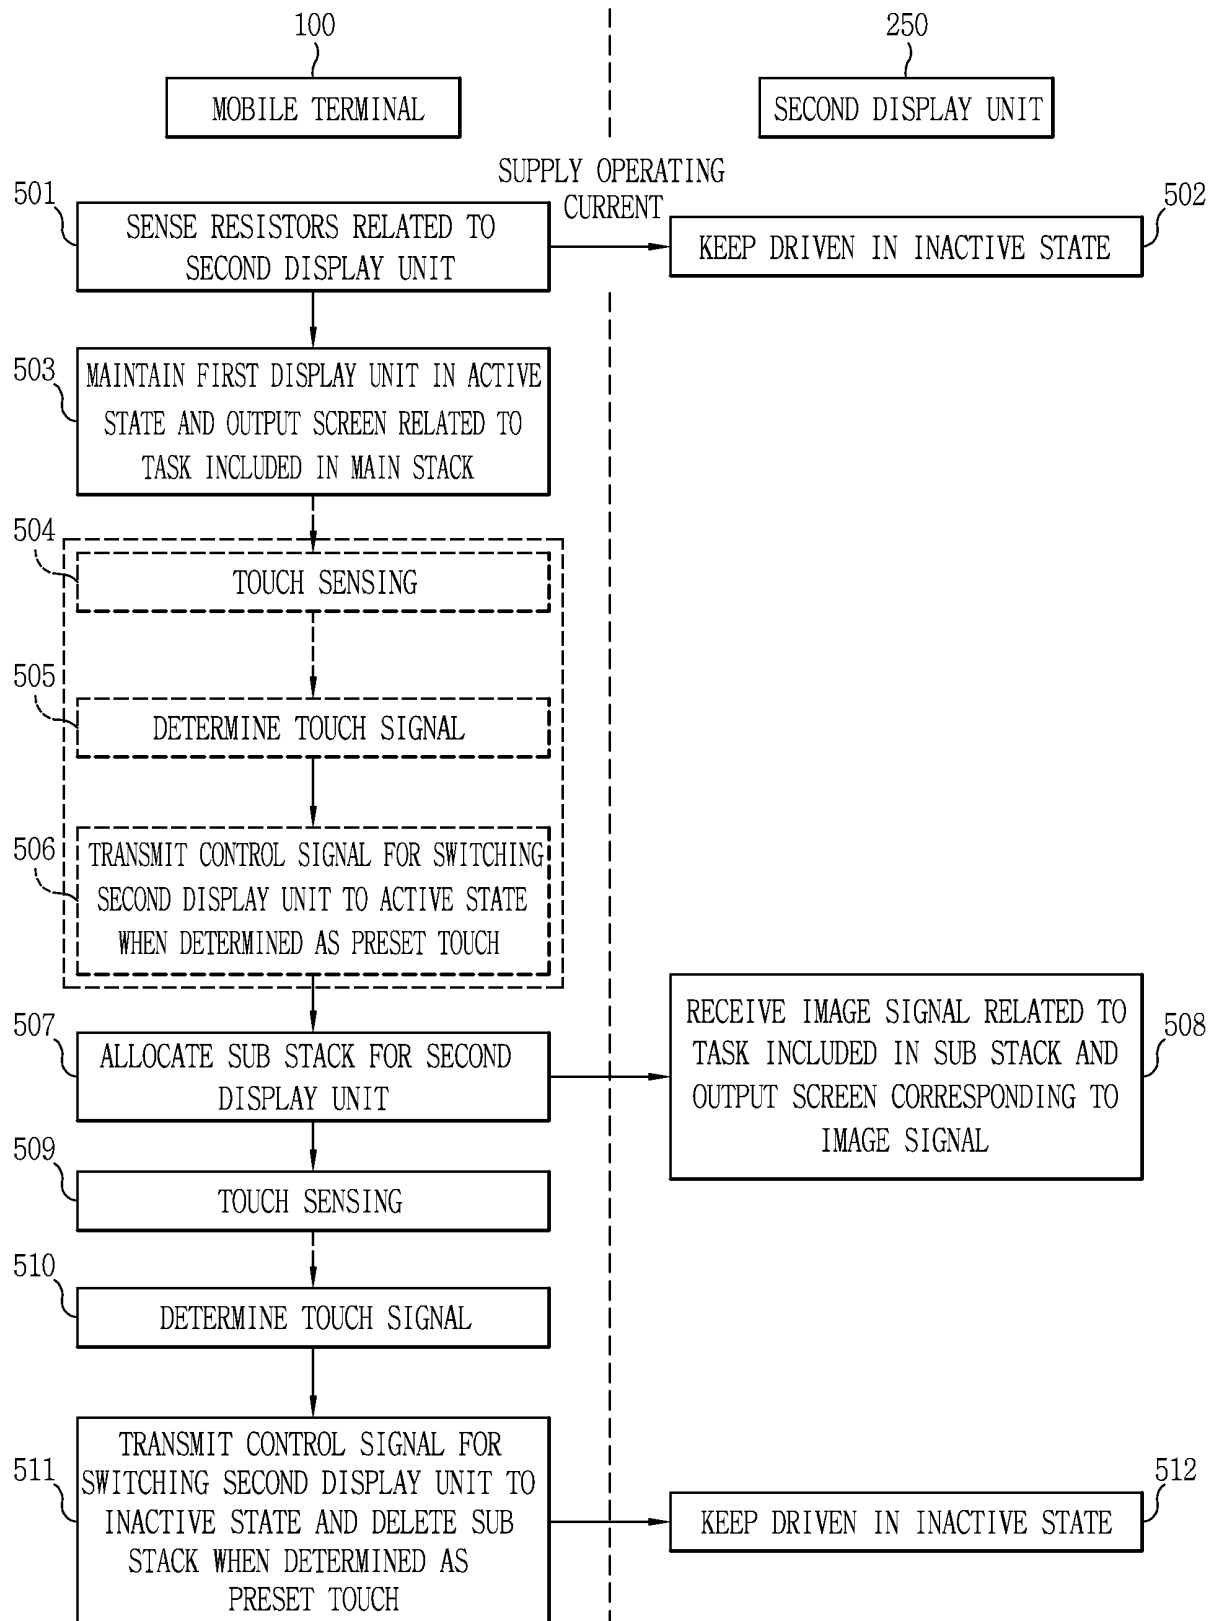 100
250
MOBILE TERMINAL
SECOND DISPLAY UNIT
SUPPLY OPERATING
CURRENT
501
SENSE RESISTORS RELATED TO
SECOND DISPLAY UNIT
502
KEEP DRIVEN IN INACTIVE STATE
503
MAINTAIN FIRST DISPLAY UNIT IN ACTIVE
STATE AND OUTPUT SCREEN RELATED TO
TASK INCLUDED IN MAIN STACK
504
TOUCH SENSING
505
DETERMINE TOUCH SIGNAL
506
TRANSMIT CONTROL SIGNAL FOR SWITCHING
SECOND DISPLAY UNIT TO ACTIVE STATE
WHEN DETERMINED AS PRESET TOUCH
507
ALLOCATE SUB STACK FOR SECOND
DISPLAY UNIT
RECEIVE IMAGE SIGNAL RELATED TO
TASK INCLUDED IN SUB STACK AND
OUTPUT SCREEN CORRESPONDING TO
IMAGE SIGNAL
508
509
TOUCH SENSING
510
DETERMINE TOUCH SIGNAL
511
TRANSMIT CONTROL SIGNAL FOR
SWITCHING SECOND DISPLAY UNIT TO
INACTIVE STATE AND DELETE SUB
STACK WHEN DETERMINED AS
PRESET TOUCH
512
KEEP DRIVEN IN INACTIVE STATE